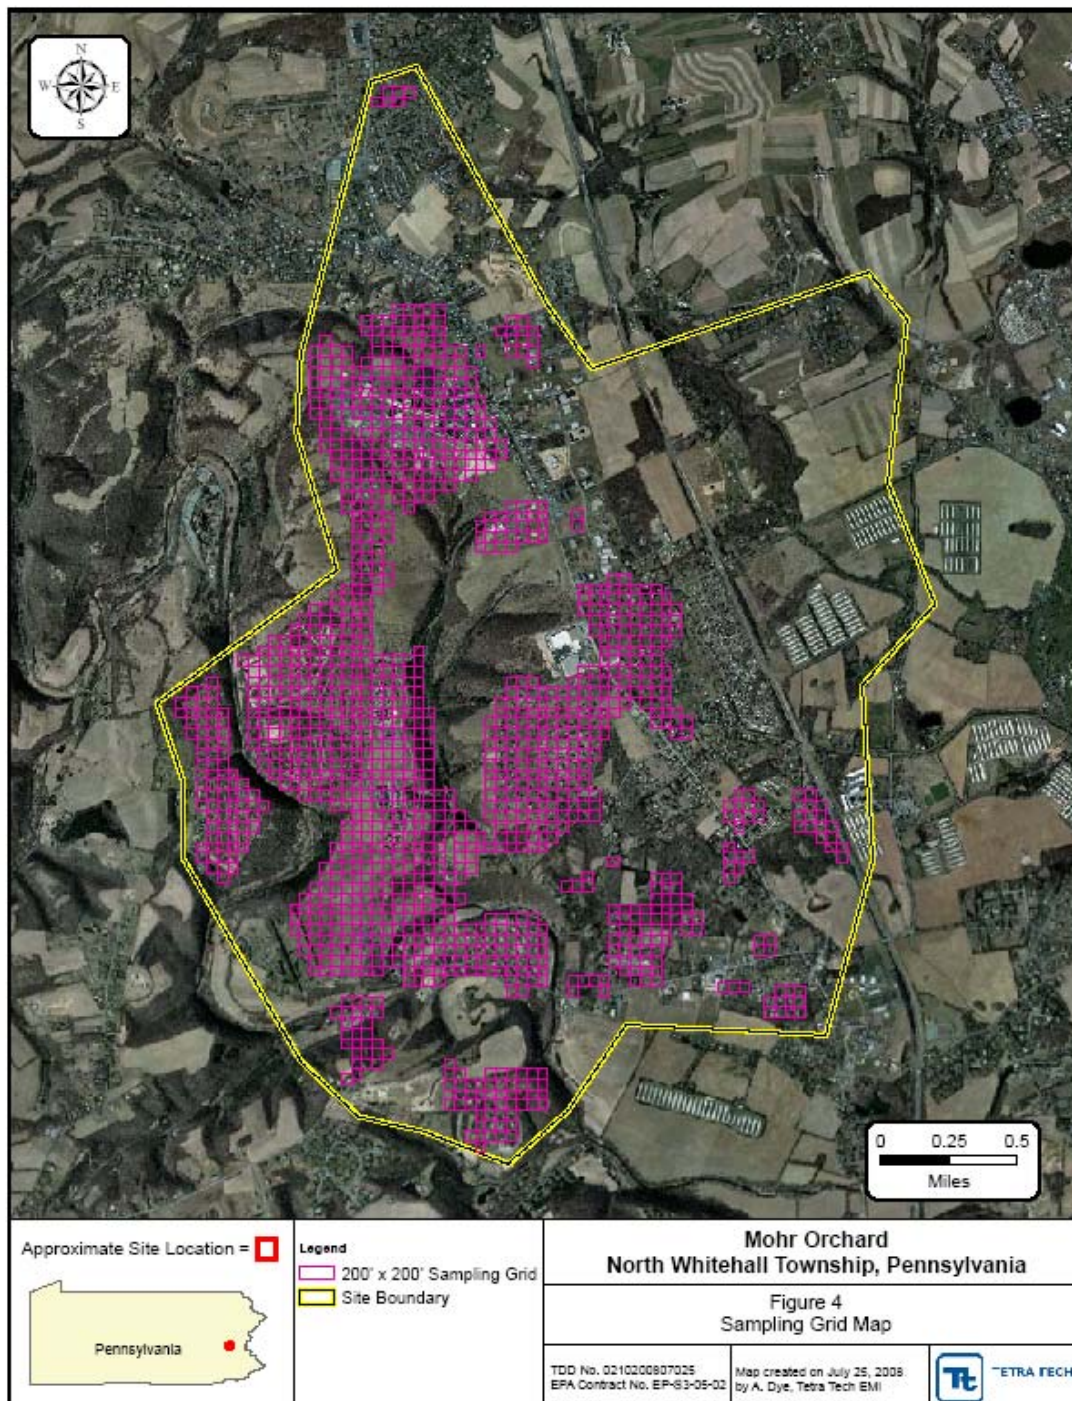 N
W E
S
0 0.25 0.5
Miles
Approximate Site Location =
Pennsylvania
Legend
200' x 200' Sampling Grid
Site Boundary
Mohr Orchard
North Whitehall Township, Pennsylvania
Figure 4
Sampling Grid Map
TDD No. 0210200807025
EPA Contract No. EP-S3-05-02
Map created on July 25, 2008
by A. Dye, Tetra Tech EMI
Tt
TETRA TECH